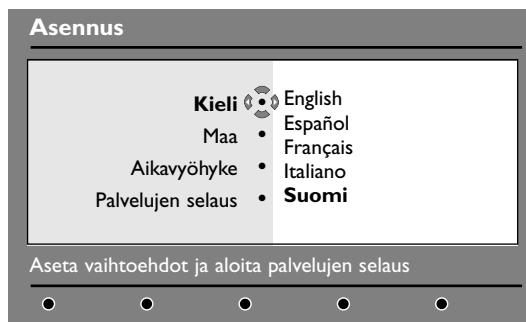 Asennus
Kieli
Maa
Aikavyöhyke
Palvelujen selaus
English
Español
Français
Italiano
Suomi
Aseta vaihtoehdot ja aloita palvelujen selaus